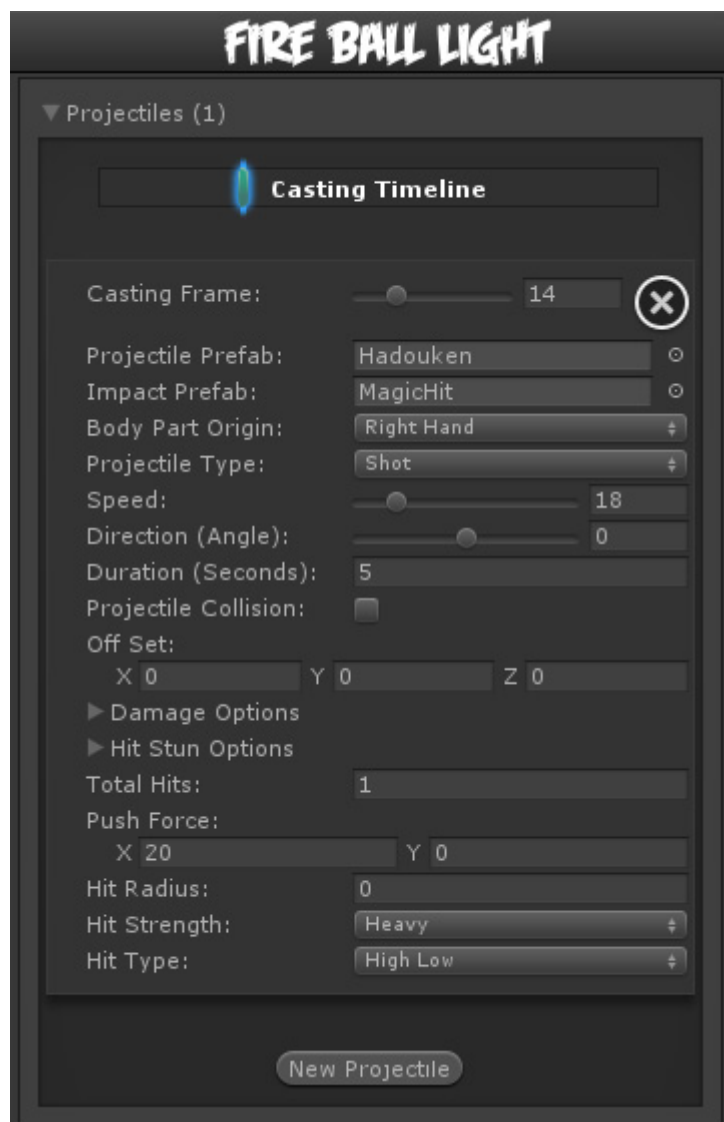 FIRE BALL LIGHT
Projectiles (1)
Casting Timeline
Casting Frame: 14
Projectile Prefab: Hadouken
Impact Prefab: MagicHit
Body Part Origin: Right Hand
Projectile Type: Shot
Speed: 18
Direction (Angle): 0
Duration (Seconds): 5
Projectile Collision:
Off Set:
X 0 Y 0 Z 0
Damage Options
Hit Stun Options
Total Hits: 1
Push Force:
X 20 Y 0
Hit Radius: 0
Hit Strength: Heavy
Hit Type: High Low
New Projectile